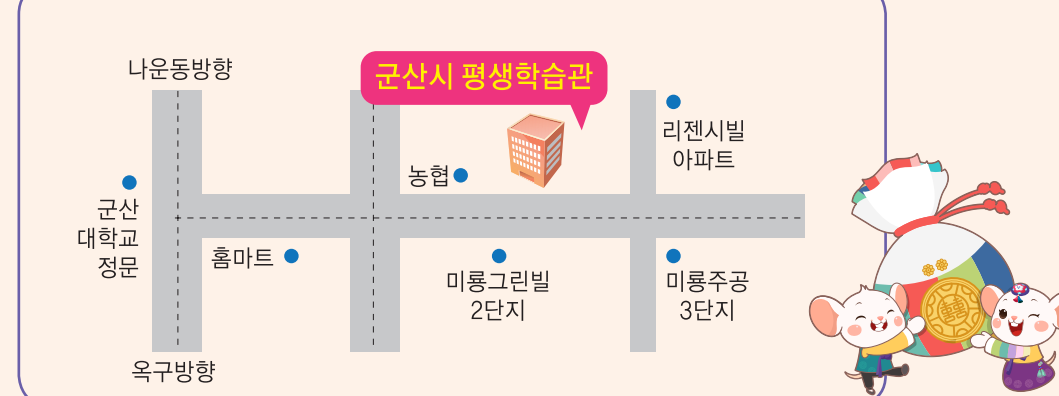 나운동방향
군산시 평생학습관
리젠시빌
아파트
농협
군산
대학교
정문
홈마트
미룡그린빌
2단지
미룡주공
3단지
옥구방향